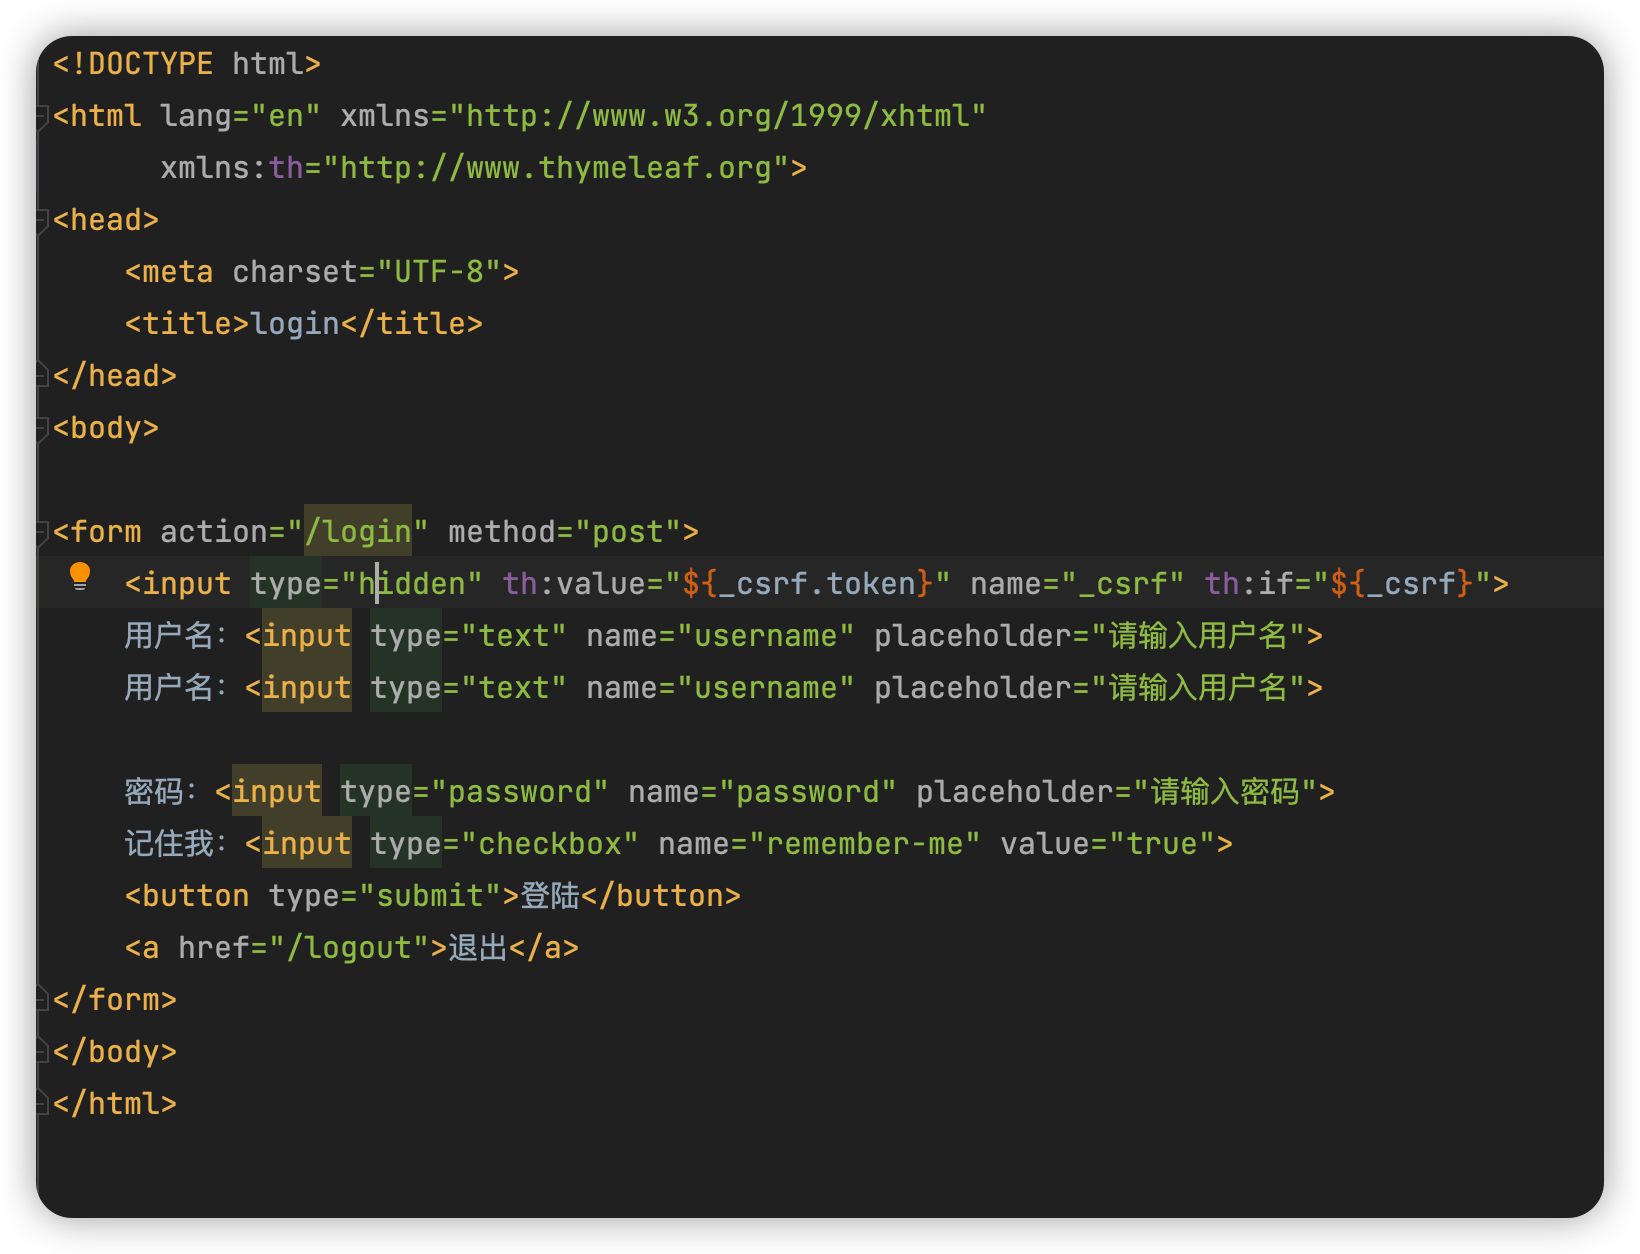 <!DOCTYPE html>
<html lang="en" xmlns="http://www.w3.org/1999/xhtml"
      xmlns:th="http://www.thymeleaf.org">
<head>
    <meta charset="UTF-8">
    <title>login</title>
</head>
<body>
<form action="/login" method="post">
    <input type="hidden" th:value="${_csrf.token}" name="_csrf" th:if="${_csrf}">
    用户名：<input type="text" name="username" placeholder="请输入用户名">
    用户名：<input type="text" name="username" placeholder="请输入用户名">
    密码：<input type="password" name="password" placeholder="请输入密码">
    记住我：<input type="checkbox" name="remember-me" value="true">
    <button type="submit">登陆</button>
    <a href="/logout">退出</a>
</form>
</body>
</html>